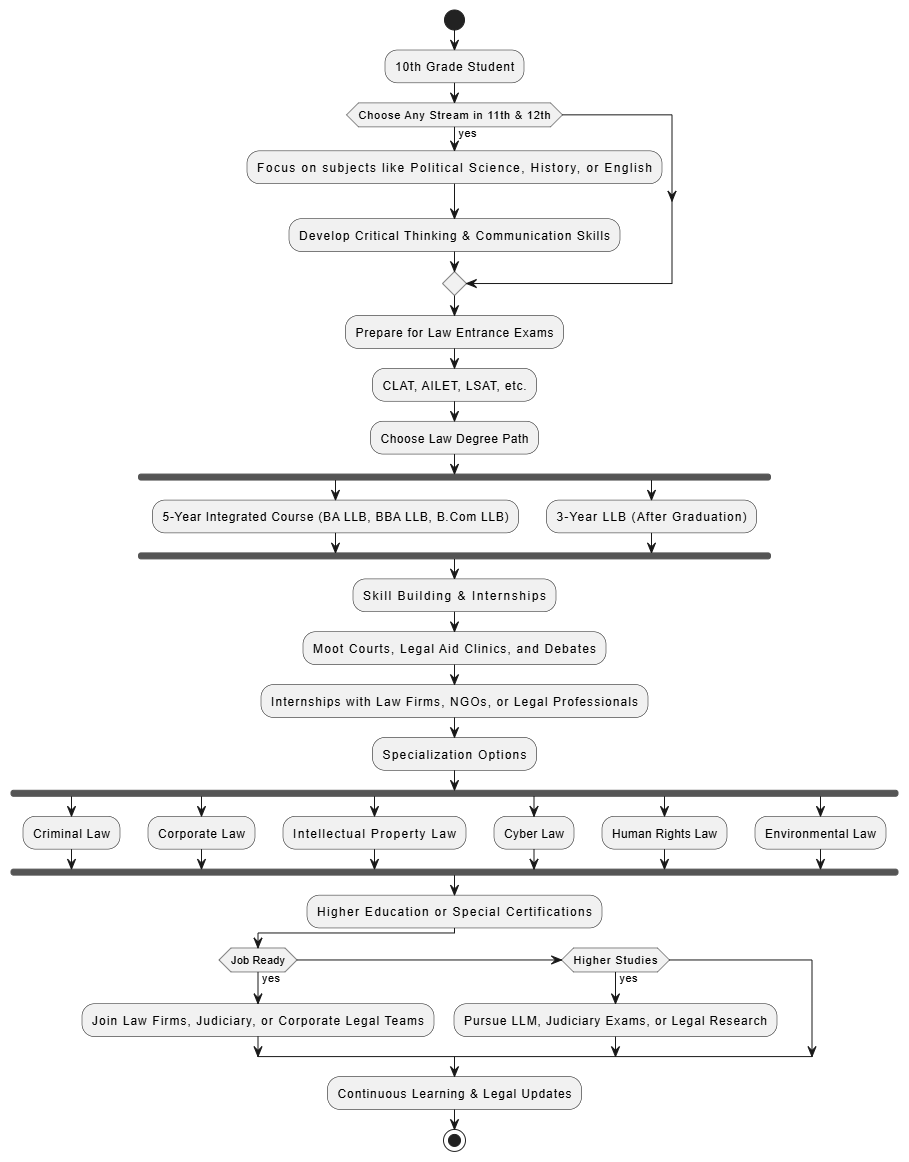 10th Grade Student
Choose Any Stream in 11th & 12th
yes
Focus on subjects like Political Science, History, or English
Develop Critical Thinking & Communication Skills
Prepare for Law Entrance Exams
CLAT, AILET, LSAT, etc.
Choose Law Degree Path
5-Year Integrated Course (BA LLB, BBA LLB, B.Com LLB)
3-Year LLB (After Graduation)
Skill Building & Internships
Moot Courts, Legal Aid Clinics, and Debates
Internships with Law Firms, NGOs, or Legal Professionals
Specialization Options
Criminal Law
Corporate Law
Intellectual Property Law
Cyber Law
Human Rights Law
Environmental Law
Higher Education or Special Certifications
Job Ready
Higher Studies
yes
yes
Join Law Firms, Judiciary, or Corporate Legal Teams
Pursue LLM, Judiciary Exams, or Legal Research
Continuous Learning & Legal Updates